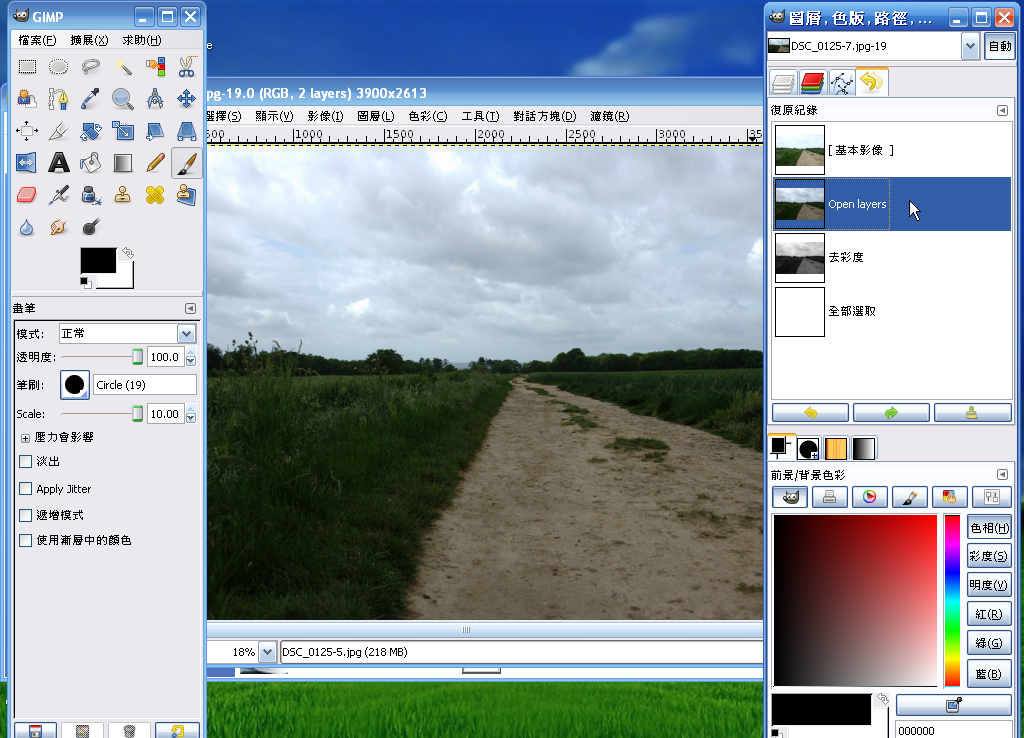 GIMP
檔案(F) 擴展(X) 求助(H)
畫筆
模式: 正常
透明度: 100.0
筆刷: Circle (19)
Scale: 10.00
壓力會影響
淡出
Apply Jitter
遞增模式
使用漸層中的顏色
e
pg-19.0 (RGB, 2 layers) 3900x2613
選擇(S) 顯示(V) 影像(I) 圖層(L) 色彩(C) 工具(T) 對話方塊(D) 濾鏡(R)
500 1000 1500 2000 2500 3000 35
18% DSC_0125-5.jpg (218 MB)
圖層, 色版, 路徑, ...
DSC_0125-7.jpg-19 自動
復原紀錄
[ 基本影像 ]
Open layers
去彩度
全部選取
前景/背景色彩
色相(H)
彩度(S)
明度(V)
紅(R)
綠(G)
藍(B)
000000